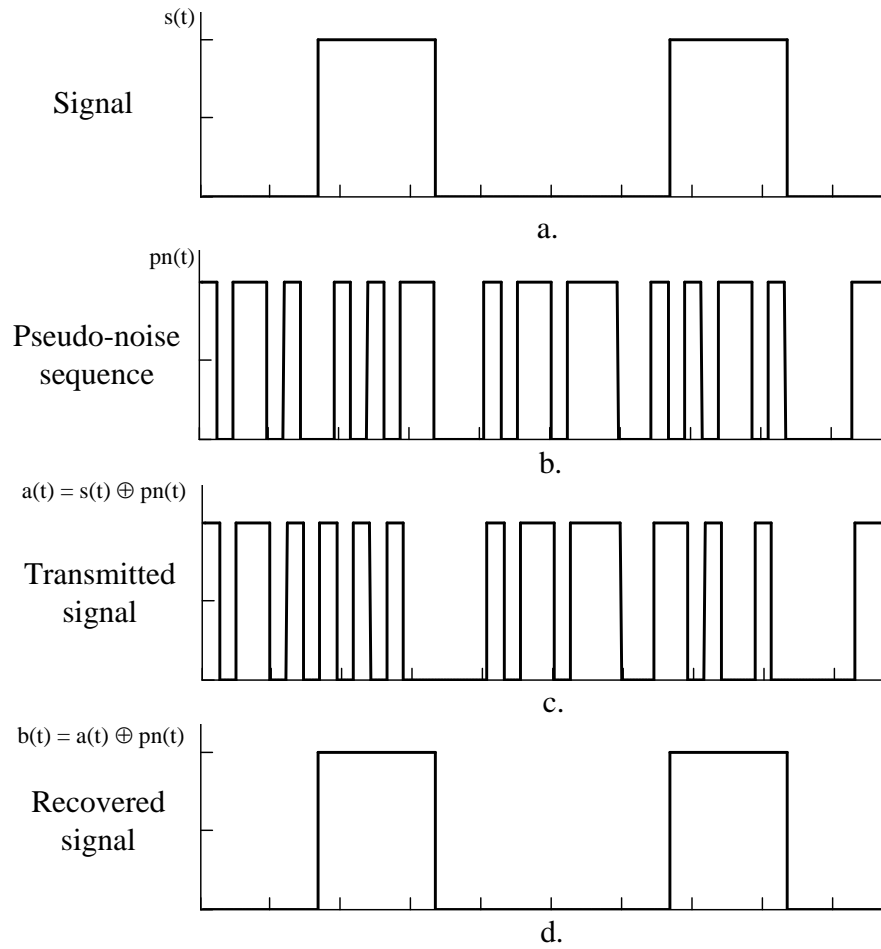 s(t)
Signal
a.
pn(t)
Pseudo-noise
sequence
b.
a(t) = s(t) ⊕ pn(t)
Transmitted
signal
c.
b(t) = a(t) ⊕ pn(t)
Recovered
signal
d.